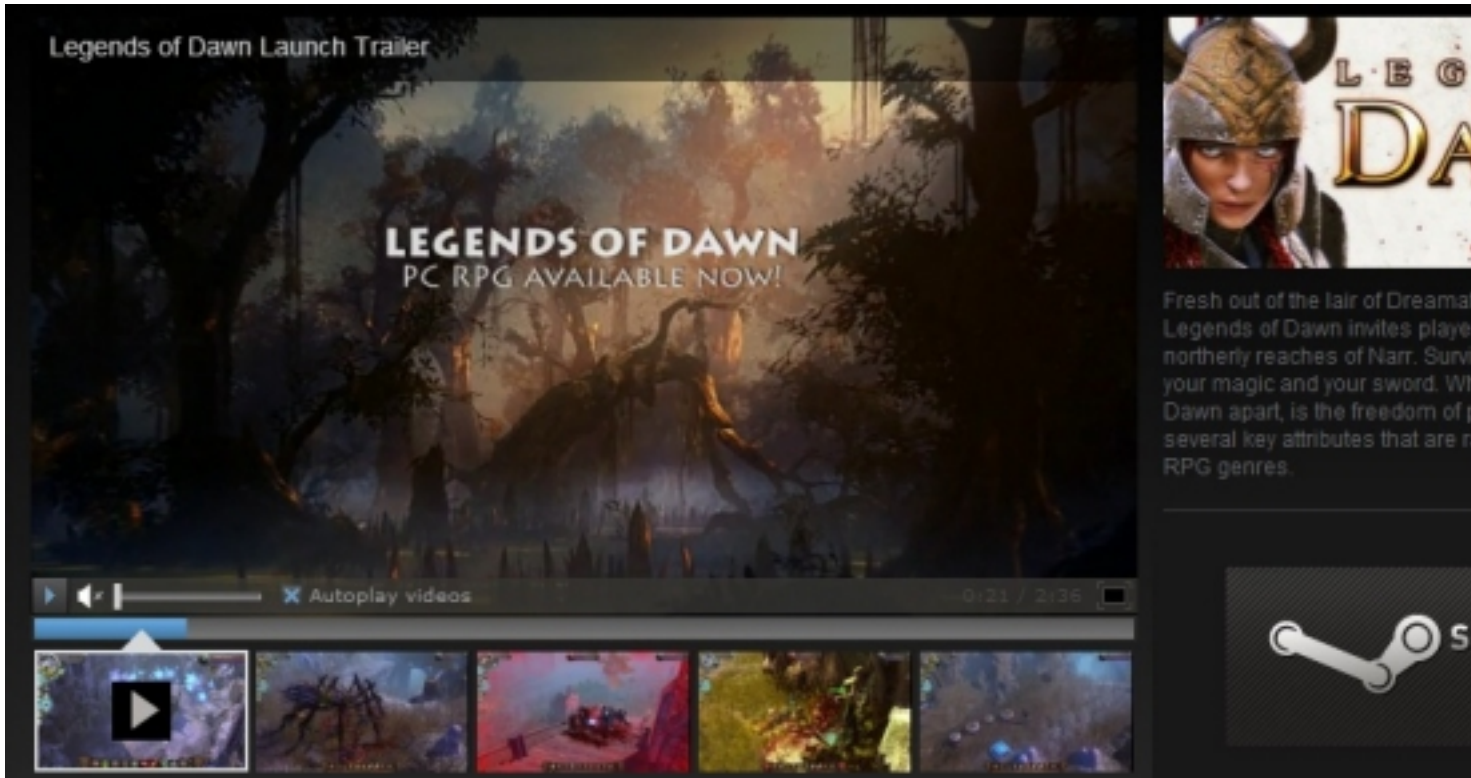 Legends of Dawn Launch Trailer
LEGENDS OF DAWN
PC RPG AVAILABLE NOW!
Autoplay videos
0:21 / 2:36
LEG
DA
Fresh out of the lair of Dreama
Legends of Dawn invites playe
northerly reaches of Narr. Survi
your magic and your sword. Wh
Dawn apart, is the freedom of p
several key attributes that are r
RPG genres.
S